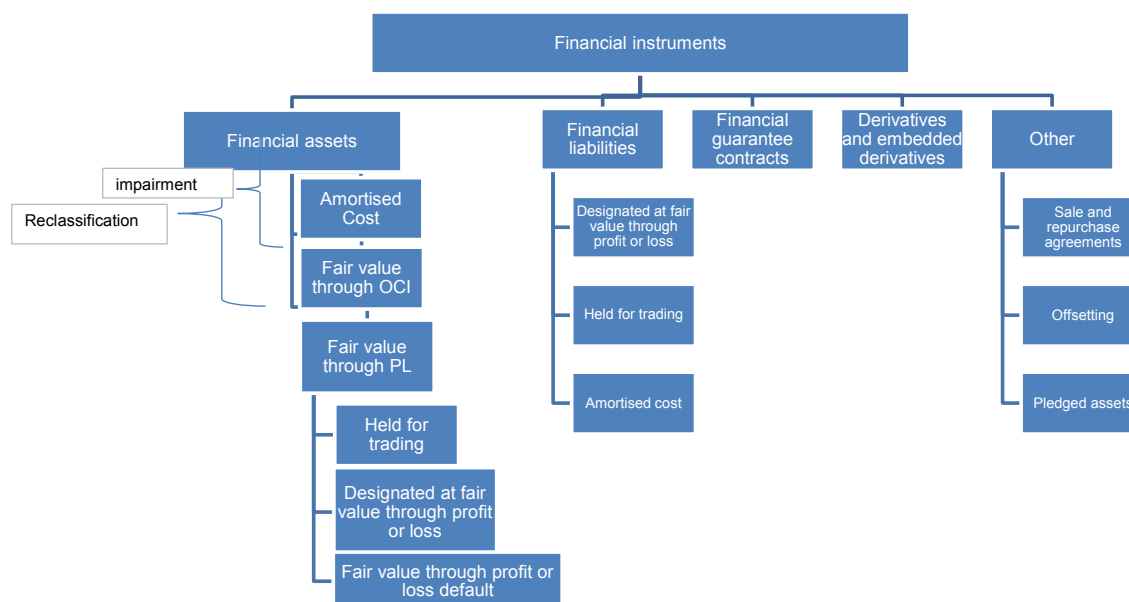 Financial instruments
Financial assets
Financial
liabilities
Financial
guarantee
contracts
Derivatives
and embedded
derivatives
Other
impairment
Reclassification
Amortised
Cost
Fair value
through OCI
Fair value
through PL
Held for
trading
Designated at fair
value through profit
or loss
Fair value through profit or
loss default
Designated at fair
value through
profit or loss
Held for trading
Amortised cost
Sale and
repurchase
agreements
Offsetting
Pledged assets